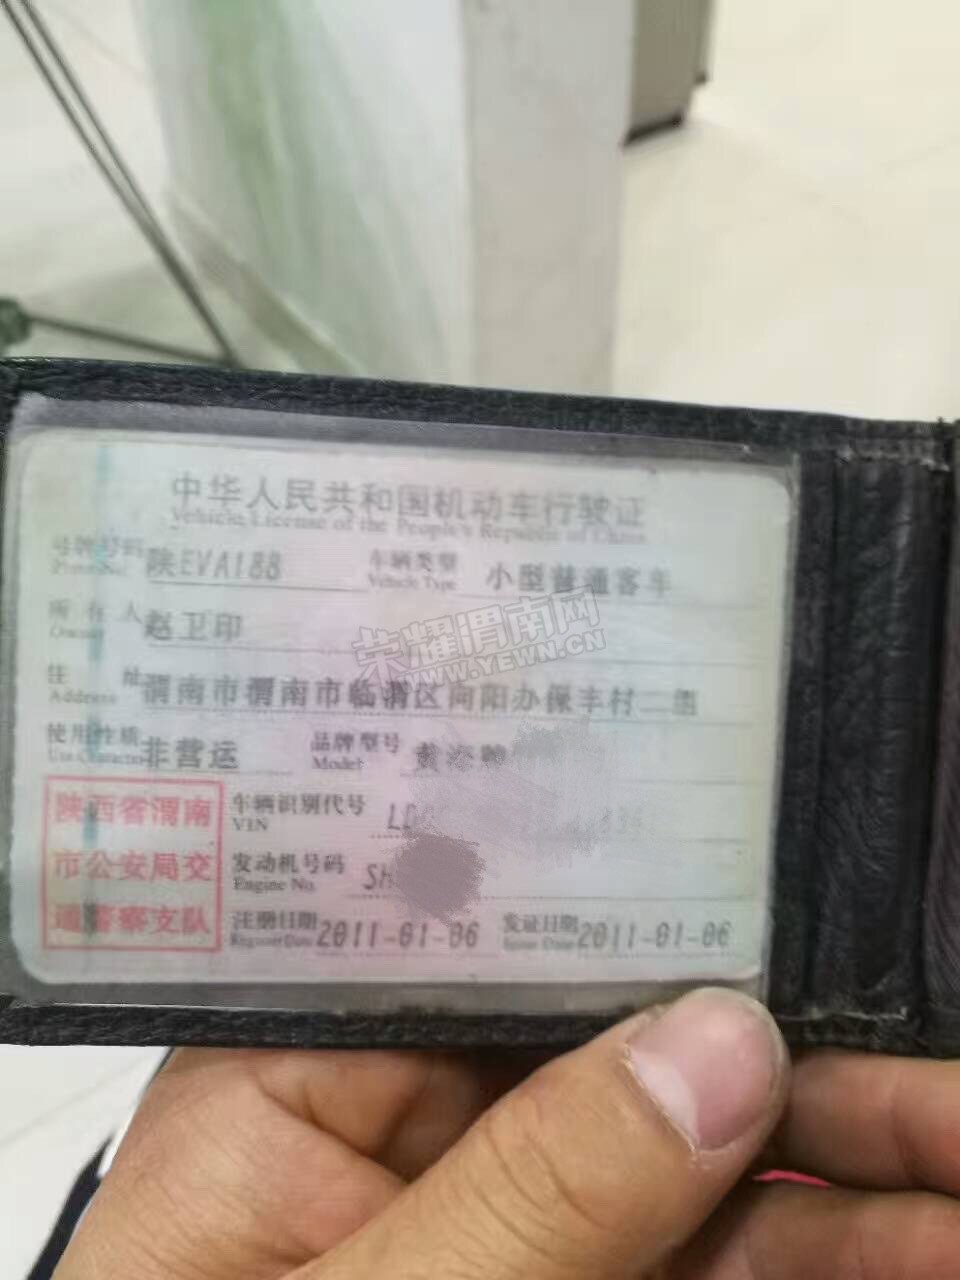 中华人民共和国机动车行驶证
Vehicle License of the People's Republic of China
号牌号码 陕EVA188 车辆类型 小型普通客车
Plate No. Vehicle Type
所有人 赵卫印
Owner
荣耀渭南网
WWW.YEWN.CN
住址 渭南市渭南市临渭区向阳办保丰村二组
Address
使用性质 非营运 品牌型号 黄海牌
Use Character Model
陕西省渭南
市公安局交
通警察支队
车辆识别代号 LD
VIN
发动机号码 SH
Engine No.
注册日期 2011-01-06 发证日期 2011-01-06
Register Date Issue Date